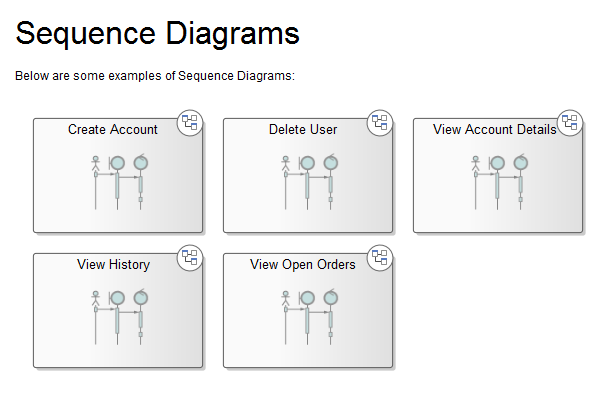 Sequence Diagrams
Below are some examples of Sequence Diagrams:
Create Account
Delete User
View Account Details
View History
View Open Orders